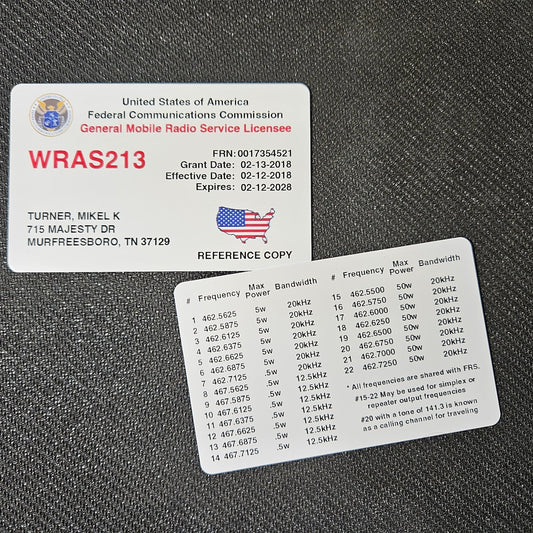 United States of America
Federal Communications Commission
General Mobile Radio Service Licensee
WRAS213
FRN: 0017354521
Grant Date: 02-13-2018
Effective Date: 02-12-2018
Expires: 02-12-2028
TURNER, MIKEL K
715 MAJESTY DR
MURFREESBORO, TN 37129
REFERENCE COPY
# Frequency Max Power Bandwidth
1 462.5625 5w 20kHz
2 462.5875 5w 20kHz
3 462.6125 5w 20kHz
4 462.6375 5w 20kHz
5 462.6625 5w 20kHz
6 462.6875 5w 20kHz
7 462.7125 5w 20kHz
8 467.5625 .5w 12.5kHz
9 467.5875 .5w 12.5kHz
10 467.6125 .5w 12.5kHz
11 467.6375 .5w 12.5kHz
12 467.6625 .5w 12.5kHz
13 467.6875 .5w 12.5kHz
14 467.7125 .5w 12.5kHz
# Frequency Max Power Bandwidth
15 462.5500 50w 20kHz
16 462.5750 50w 20kHz
17 462.6000 50w 20kHz
18 462.6250 50w 20kHz
19 462.6500 50w 20kHz
20 462.6750 50w 20kHz
21 462.7000 50w 20kHz
22 462.7250 50w 20kHz
* All frequencies are shared with FRS.
#15-22 May be used for simplex or
repeater output frequencies
#20 with a tone of 141.3 is known
as a calling channel for traveling